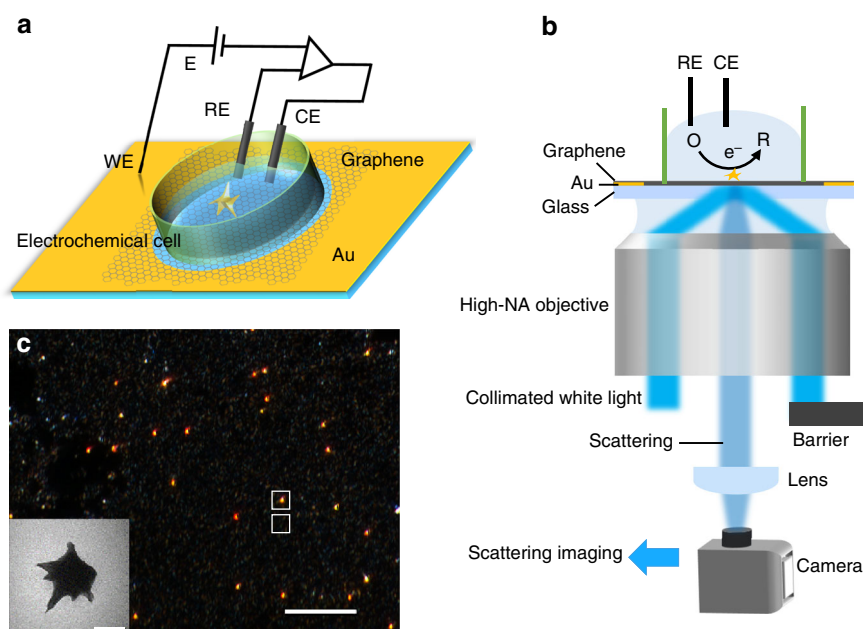 a
E
RE
CE
WE
Graphene
Electrochemical cell
Au
b
RE CE
O e– R
Graphene
Au
Glass
High-NA objective
Collimated white light
Barrier
Scattering
Lens
Scattering imaging
Camera
c